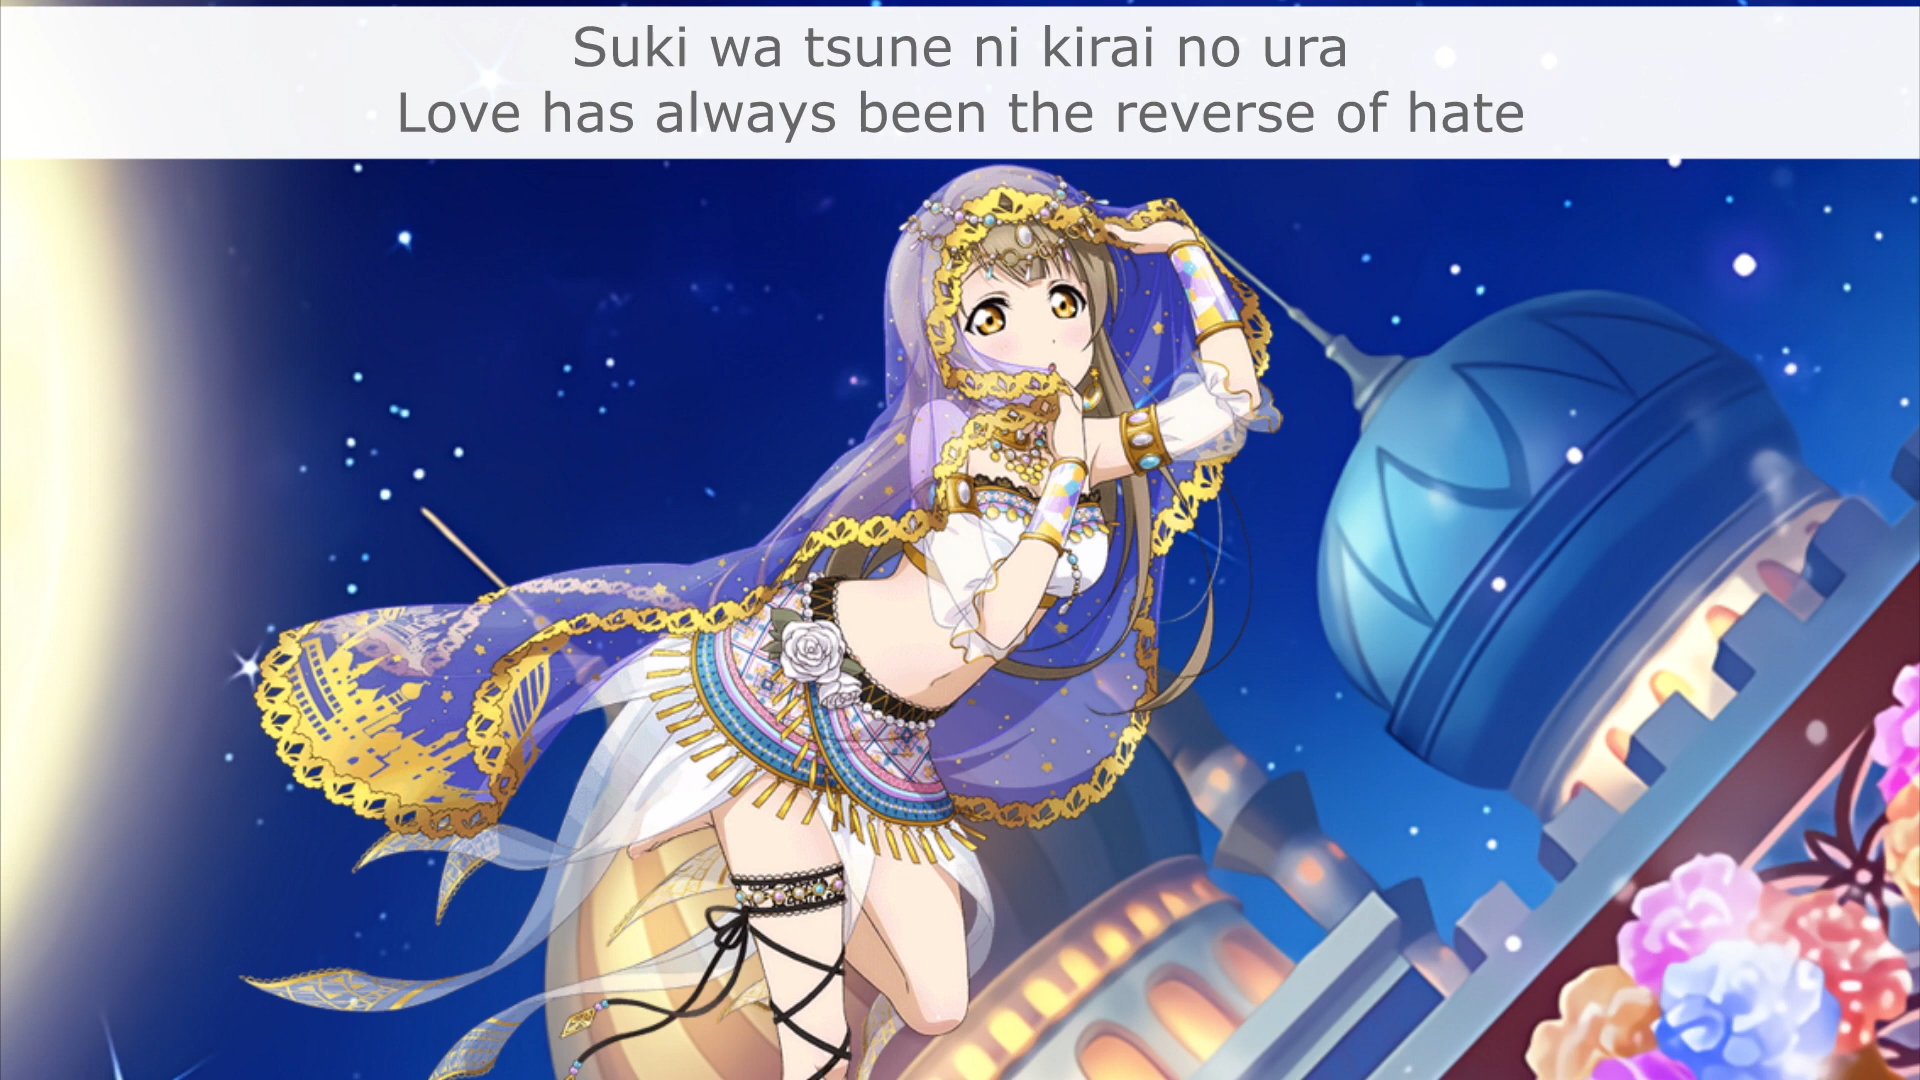 Suki wa tsune ni kirai no ura
Love has always been the reverse of hate